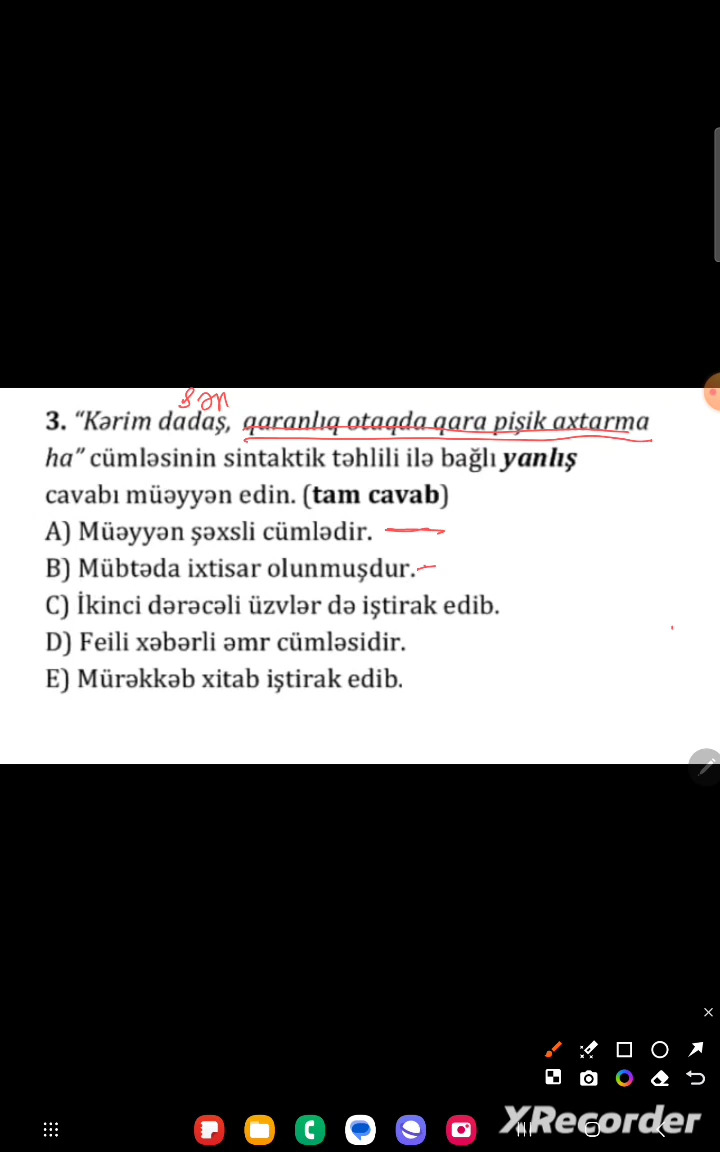 sən
3. “Kərim dadaş, qaranlıq otaqda qara pişik axtarma
ha” cümləsinin sintaktik təhlili ilə bağlı yanlış
cavabı müəyyən edin. (tam cavab)
A) Müəyyən şəxsli cümlədir.
B) Mübtəda ixtisar olunmuşdur.
C) İkinci dərəcəli üzvlər də iştirak edib.
D) Feili xəbərli əmr cümləsidir.
E) Mürəkkəb xitab iştirak edib.
XRecorder